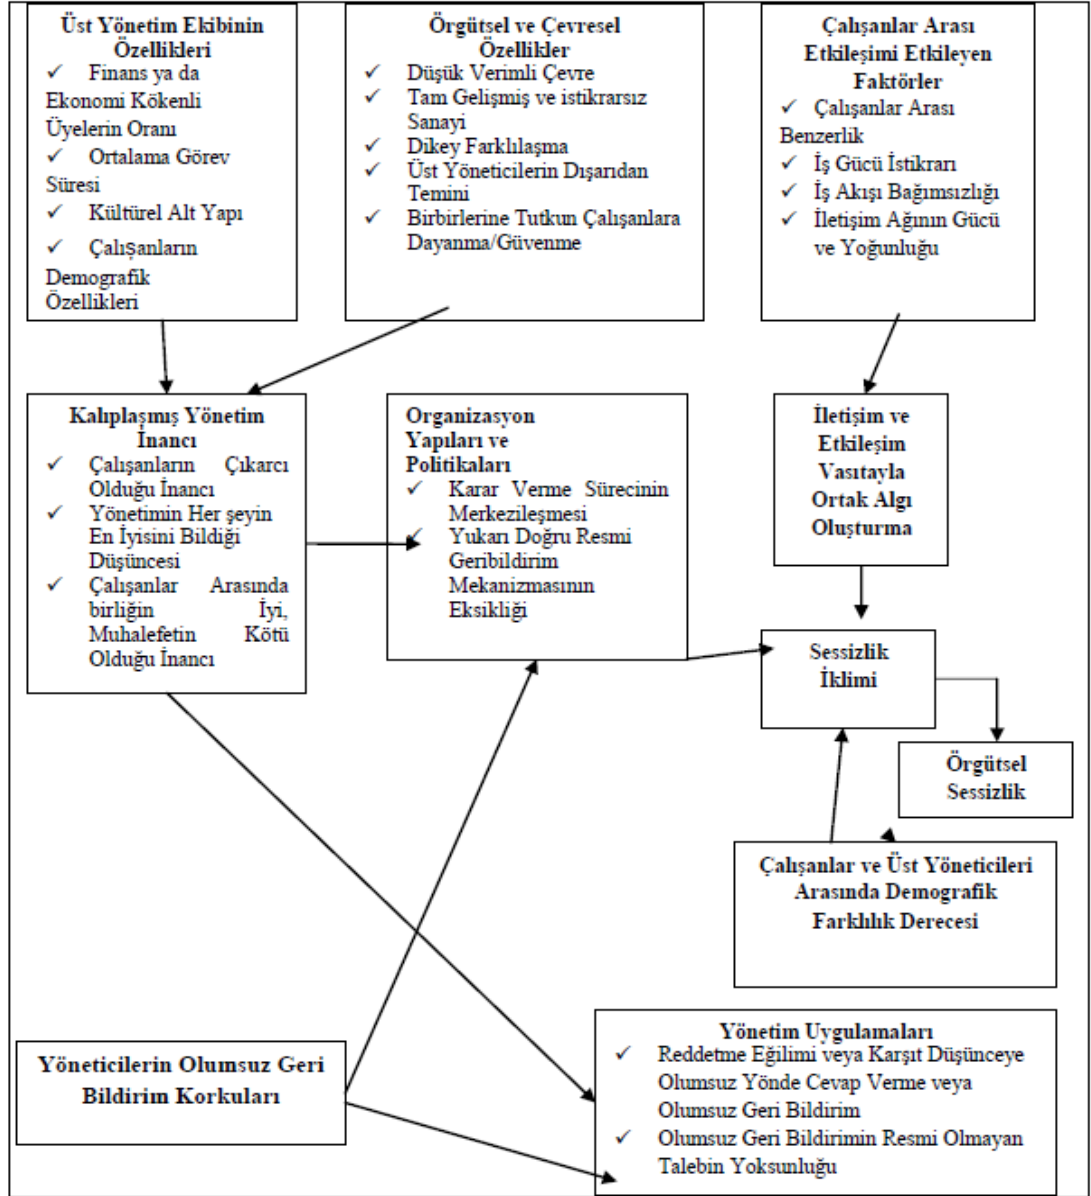 Üst Yönetim Ekibinin
Özellikleri
✓ Finans ya da
Ekonomi Kökenli
Üyelerin Oranı
✓ Ortalama Görev
Süresi
✓ Kültürel Alt Yapı
✓ Çalışanların
Demografik
Özellikleri
Örgütsel ve Çevresel
Özellikler
✓ Düşük Verimli Çevre
✓ Tam Gelişmiş ve istikrarsız
Sanayi
✓ Dikey Farklılaşma
✓ Üst Yöneticilerin Dışarıdan
Temini
✓ Birbirlerine Tutkun Çalışanlara
Dayanma/Güvenme
Çalışanlar Arası
Etkileşimi Etkileyen
Faktörler
✓ Çalışanlar Arası
Benzerlik
✓ İş Gücü İstikrarı
✓ İş Akışı Bağımsızlığı
✓ İletişim Ağının Gücü
ve Yoğunluğu
Kalıplaşmış Yönetim
İnancı
✓ Çalışanların Çıkarcı
Olduğu İnancı
✓ Yönetimin Her şeyin
En İyisini Bildiği
Düşüncesi
✓ Çalışanlar Arasında
birliğin İyi,
Muhalefetin Kötü
Olduğu İnancı
Organizasyon
Yapıları ve
Politikaları
✓ Karar Verme Sürecinin
Merkezileşmesi
✓ Yukarı Doğru Resmi
Geribildirim
Mekanizmasının
Eksikliği
İletişim ve
Etkileşim
Vasıtayla
Ortak Algı
Oluşturma
Sessizlik
İklimi
Örgütsel
Sessizlik
Çalışanlar ve Üst Yöneticileri
Arasında Demografik
Farklılık Derecesi
Yöneticilerin Olumsuz Geri
Bildirim Korkuları
Yönetim Uygulamaları
✓ Reddetme Eğilimi veya Karşıt Düşünceye
Olumsuz Yönde Cevap Verme veya
Olumsuz Geri Bildirim
✓ Olumsuz Geri Bildirimin Resmi Olmayan
Talebin Yoksunluğu